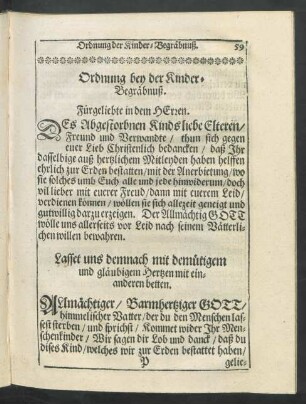 Ordnung der Kinder-Begräbnuß. 59
Ordnung bey der Kinder-
Begräbnuß.
Fürgeliebte in dem HErren.
DEs Abgestorbnen Kinds liebe Elteren/
Freund und Verwandte/ thun sich gegen
euer Lieb Christenlich bedancken/ daß Ihr
dasselbige auß hertzlichem Mitleyden haben helffen
ehrlich zur Erden bestatten/ mit der Anerbietung/ wo
sie solches umb Euch alle und jede hinwiderum/ doch
vil lieber mit euerer Freud/ dann mit euerem Leid/
verdienen können/ wollen sie sich allezeit geneigt und
gutwillig darzu erzeigen. Der Allmächtig GOTT
wölle uns allerseits vor Leid nach seinem Vätterli-
chen willen bewahren.
Lasset uns demnach mit demütigem
und gläubigem Hertzen mit ein-
anderen betten.
ALlmächtiger/ Barmhertziger GOTT/
himmelischer Vatter/ der du den Menschen las-
sest sterben/ und sprichst/ Kommet wider Ihr Men-
schenkinder/ Wir sagen dir Lob und danck/ daß du
dises Kind/ welches wir zur Erden bestattet haben/
P gelie-